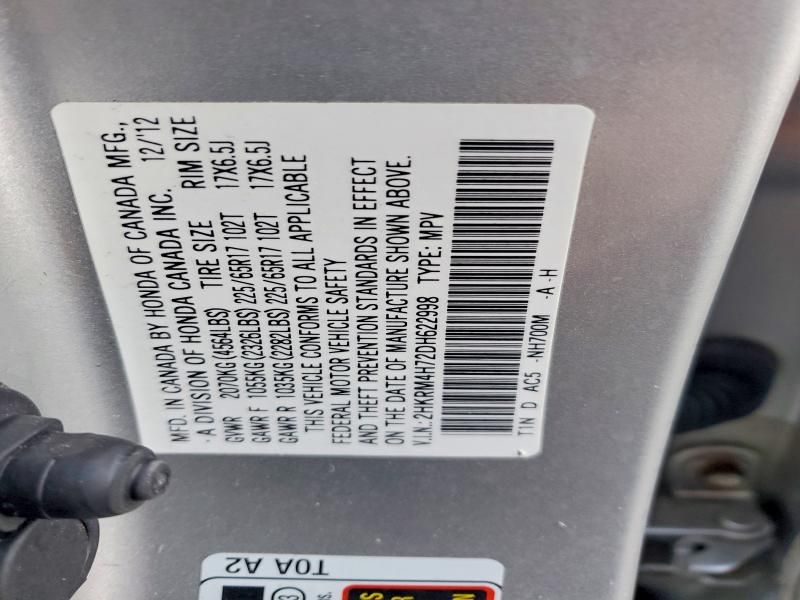 MFD. IN CANADA BY HONDA OF CANADA MFG.,
A DIVISION OF HONDA CANADA INC. 12/12
GVWR 2070KG(4564LBS) TIRE SIZE RIM SIZE
GAWR F 1055KG(2326LBS) 225/65R17 102T 17X6.5J
GAWR R 1035KG(2282LBS) 225/65R17 102T 17X6.5J
THIS VEHICLE CONFORMS TO ALL APPLICABLE
FEDERAL MOTOR VEHICLE SAFETY
AND THEFT PREVENTION STANDARDS IN EFFECT
ON THE DATE OF MANUFACTURE SHOWN ABOVE.
V.I.N.: 2HKRM4H72DH622998 TYPE: MPV
T1N D AC5 -NH700M -A -H
T0A A2